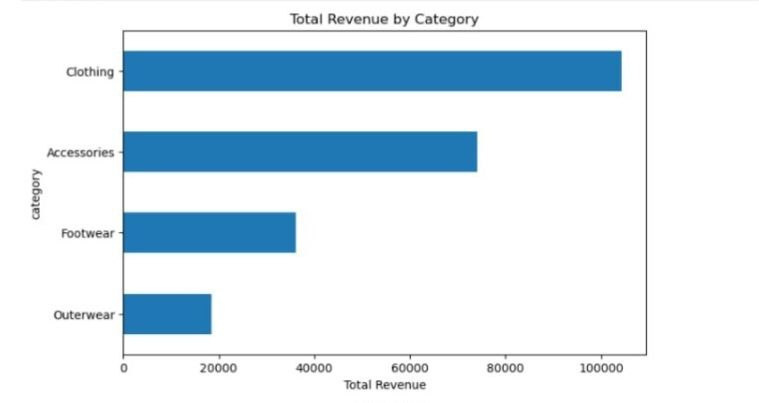 Total Revenue by Category
Clothing
Accessories
category
Footwear
Outerwear
0 20000 40000 60000 80000 100000
Total Revenue